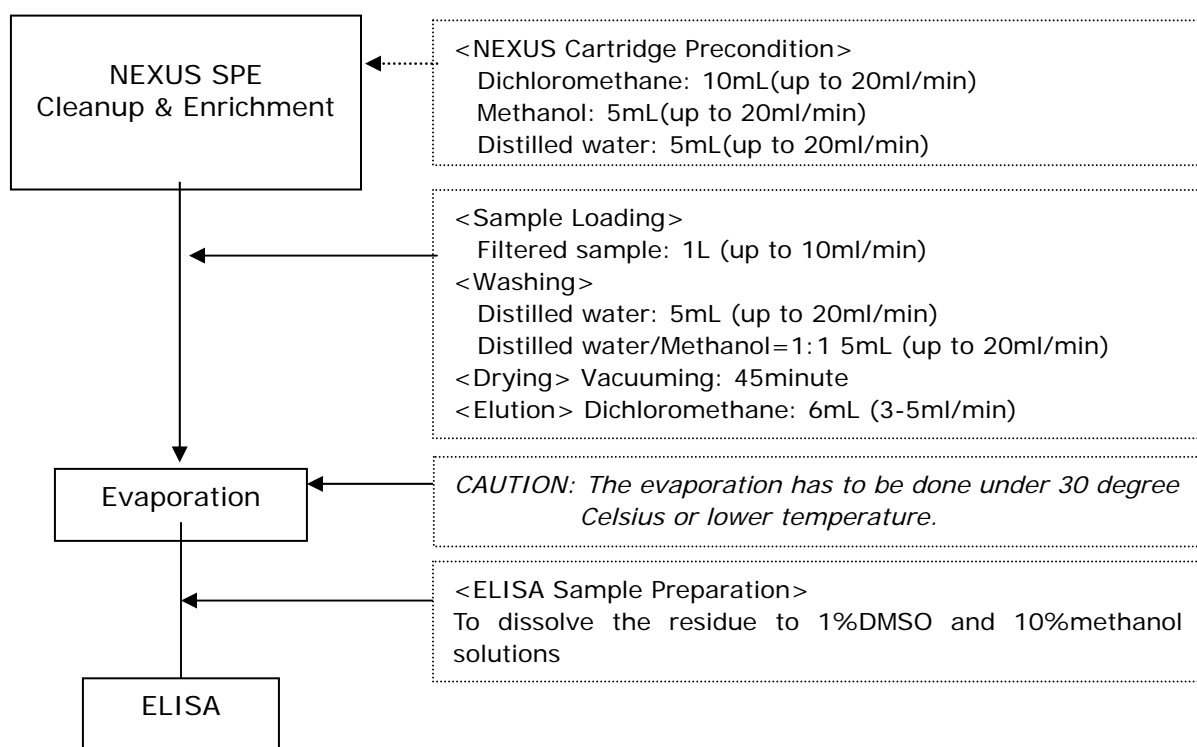 NEXUS SPE
Cleanup & Enrichment
<NEXUS Cartridge Precondition>
Dichloromethane: 10mL(up to 20ml/min)
Methanol: 5mL(up to 20ml/min)
Distilled water: 5mL(up to 20ml/min)
<Sample Loading>
Filtered sample: 1L (up to 10ml/min)
<Washing>
Distilled water: 5mL (up to 20ml/min)
Distilled water/Methanol=1:1 5mL (up to 20ml/min)
<Drying> Vacuuming: 45minute
<Elution> Dichloromethane: 6mL (3-5ml/min)
Evaporation
CAUTION: The evaporation has to be done under 30 degree
Celsius or lower temperature.
<ELISA Sample Preparation>
To dissolve the residue to 1%DMSO and 10%methanol
solutions
ELISA